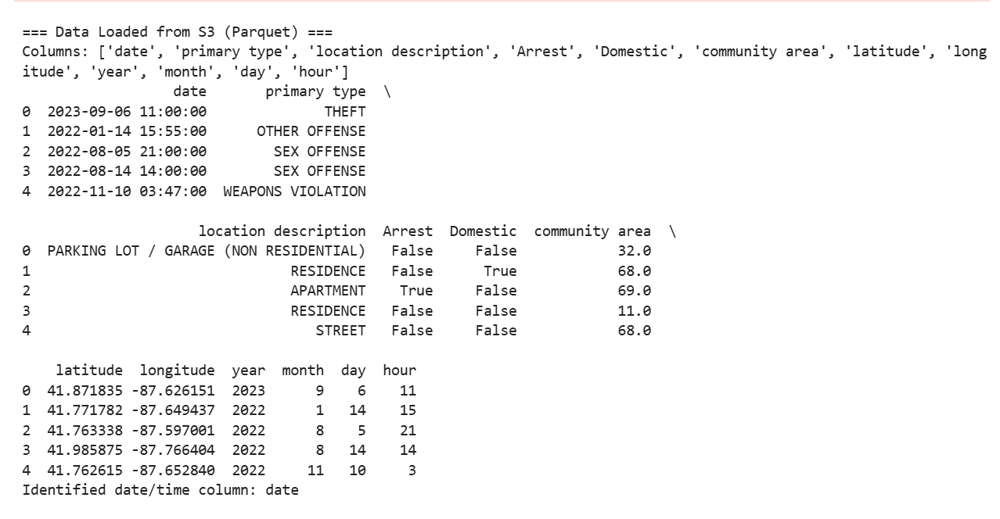 === Data Loaded from S3 (Parquet) ===
Columns: ['date', 'primary type', 'location description', 'Arrest', 'Domestic', 'community area', 'latitude', 'long
itude', 'year', 'month', 'day', 'hour']
                  date       primary type  \
0  2023-09-06 11:00:00              THEFT
1  2022-01-14 15:55:00      OTHER OFFENSE
2  2022-08-05 21:00:00        SEX OFFENSE
3  2022-08-14 14:00:00        SEX OFFENSE
4  2022-11-10 03:47:00  WEAPONS VIOLATION

                     location description  Arrest  Domestic  community area  \
0  PARKING LOT / GARAGE (NON RESIDENTIAL)   False     False            32.0
1                               RESIDENCE   False      True            68.0
2                               APARTMENT    True     False            69.0
3                               RESIDENCE   False     False            11.0
4                                  STREET   False     False            68.0

    latitude  longitude  year  month  day  hour
0  41.871835 -87.626151  2023      9    6    11
1  41.771782 -87.649437  2022      1   14    15
2  41.763338 -87.597001  2022      8    5    21
3  41.985875 -87.766404  2022      8   14    14
4  41.762615 -87.652840  2022     11   10     3
Identified date/time column: date